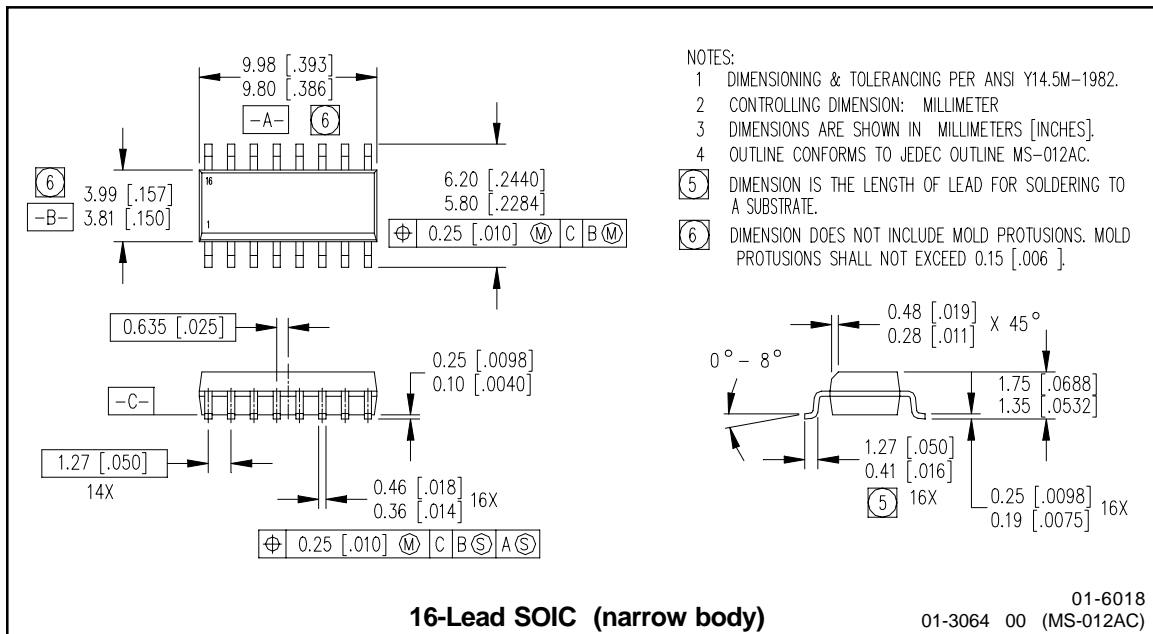 9.98 [.393]
9.80 [.386]
-A- 6
6
3.99 [.157]
3.81 [.150]
-B-
16
1
6.20 [.2440]
5.80 [.2284]
⌖ 0.25 [.010] Ⓜ C B Ⓜ
NOTES:
1 DIMENSIONING & TOLERANCING PER ANSI Y14.5M-1982.
2 CONTROLLING DIMENSION: MILLIMETER
3 DIMENSIONS ARE SHOWN IN MILLIMETERS [INCHES].
4 OUTLINE CONFORMS TO JEDEC OUTLINE MS-012AC.
5 DIMENSION IS THE LENGTH OF LEAD FOR SOLDERING TO
A SUBSTRATE.
6 DIMENSION DOES NOT INCLUDE MOLD PROTUSIONS. MOLD
PROTUSIONS SHALL NOT EXCEED 0.15 [.006 ].
0.635 [.025]
0.25 [.0098]
0.10 [.0040]
-C-
1.27 [.050]
14X
0.46 [.018]
0.36 [.014] 16X
⌖ 0.25 [.010] Ⓜ C B Ⓢ A Ⓢ
0.48 [.019]
0.28 [.011] X 45°
0°- 8°
1.75 [.0688]
1.35 [.0532]
1.27 [.050]
0.41 [.016]
5 16X
0.25 [.0098]
0.19 [.0075] 16X
16-Lead SOIC (narrow body)
01-6018
01-3064 00 (MS-012AC)